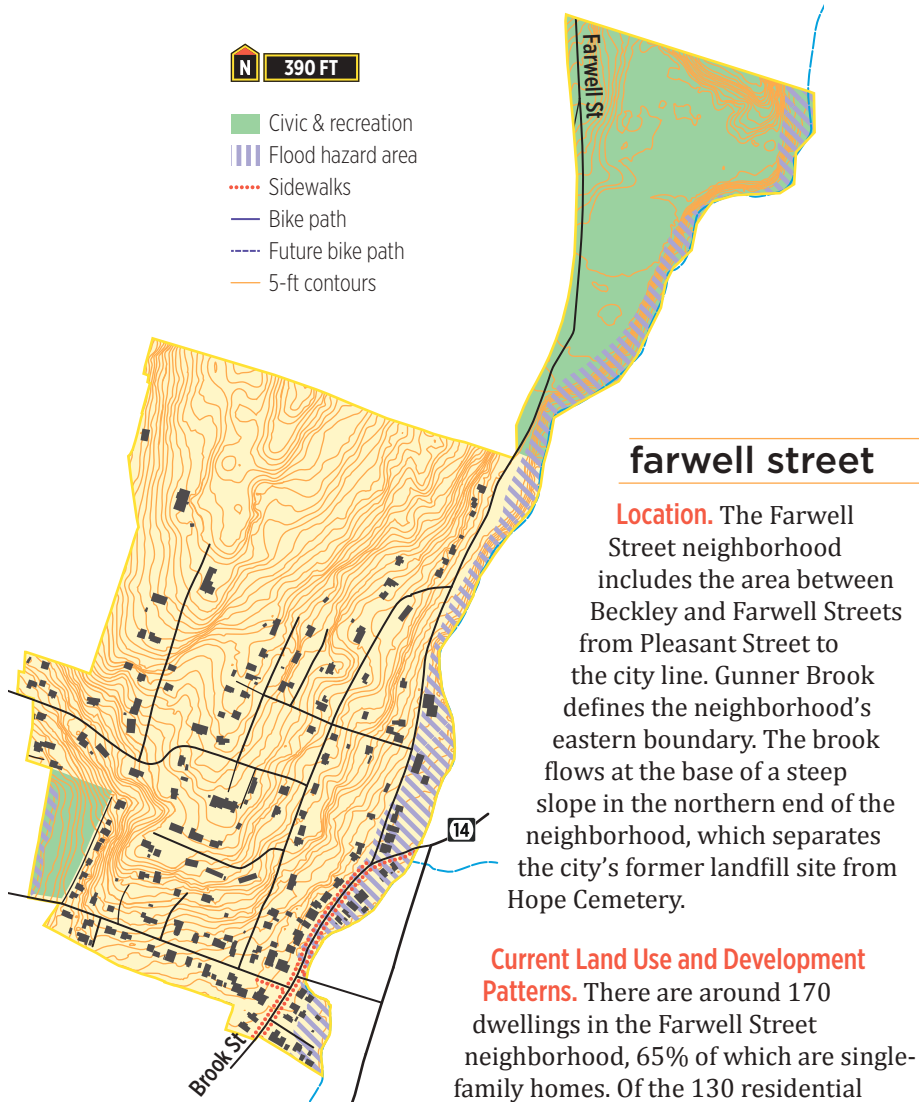 N 390 FT
Civic & recreation
Flood hazard area
Sidewalks
Bike path
Future bike path
5-ft contours
Farwell St
14
Brook St
farwell street
Location. The Farwell
Street neighborhood
includes the area between
Beckley and Farwell Streets
from Pleasant Street to
the city line. Gunner Brook
defines the neighborhood’s
eastern boundary. The brook
flows at the base of a steep
slope in the northern end of the
neighborhood, which separates
the city’s former landfill site from
Hope Cemetery.
Current Land Use and Development
Patterns. There are around 170
dwellings in the Farwell Street
neighborhood, 65% of which are single-
family homes. Of the 130 residential